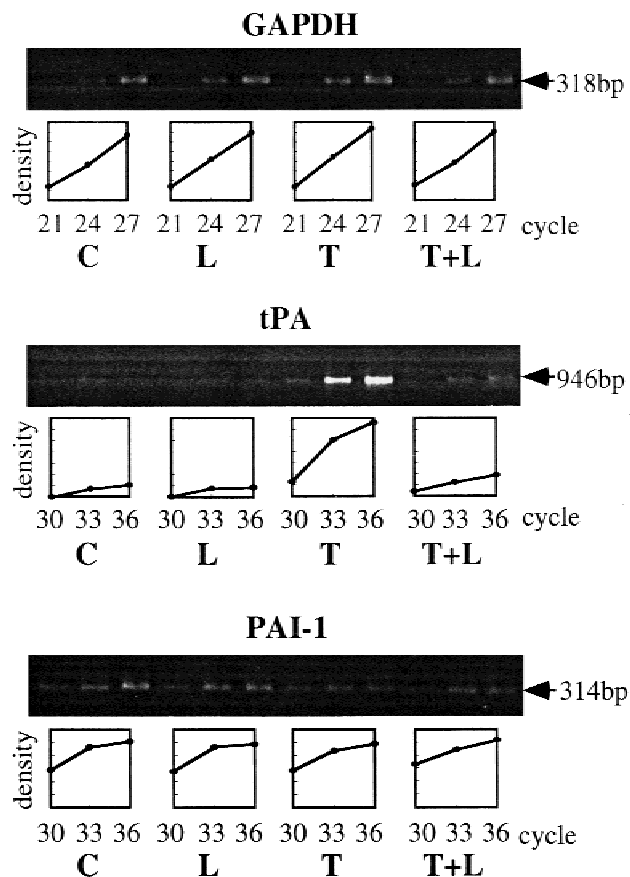 GAPDH
318bp
density
21 24 27 21 24 27 21 24 27 21 24 27 cycle
C L T T+L
tPA
946bp
density
30 33 36 30 33 36 30 33 36 30 33 36 cycle
C L T T+L
PAI-1
314bp
density
30 33 36 30 33 36 30 33 36 30 33 36 cycle
C L T T+L